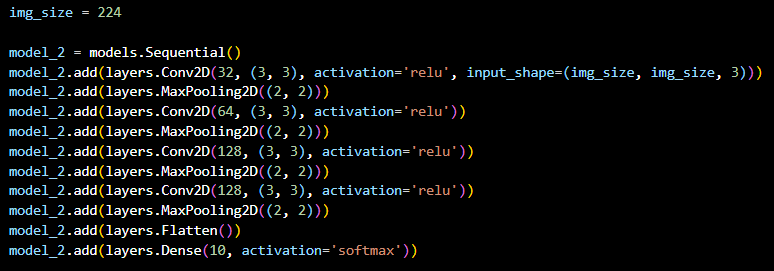 img_size = 224
model_2 = models.Sequential()
model_2.add(layers.Conv2D(32, (3, 3), activation='relu', input_shape=(img_size, img_size, 3)))
model_2.add(layers.MaxPooling2D((2, 2)))
model_2.add(layers.Conv2D(64, (3, 3), activation='relu'))
model_2.add(layers.MaxPooling2D((2, 2)))
model_2.add(layers.Conv2D(128, (3, 3), activation='relu'))
model_2.add(layers.MaxPooling2D((2, 2)))
model_2.add(layers.Conv2D(128, (3, 3), activation='relu'))
model_2.add(layers.MaxPooling2D((2, 2)))
model_2.add(layers.Flatten())
model_2.add(layers.Dense(10, activation='softmax'))